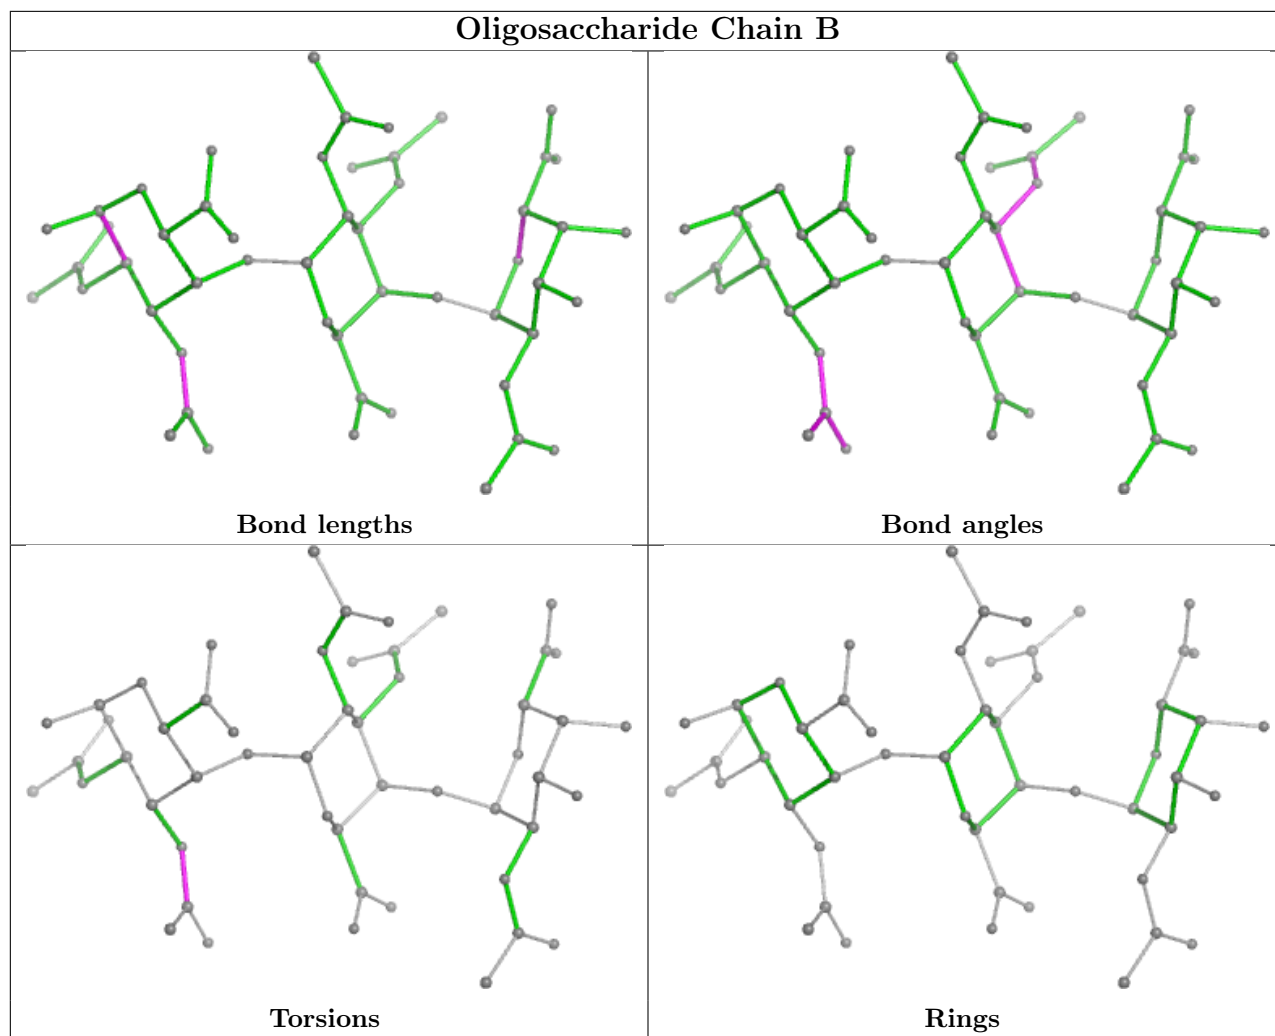 Oligosaccharide Chain B
Bond lengths
Bond angles
Torsions
Rings